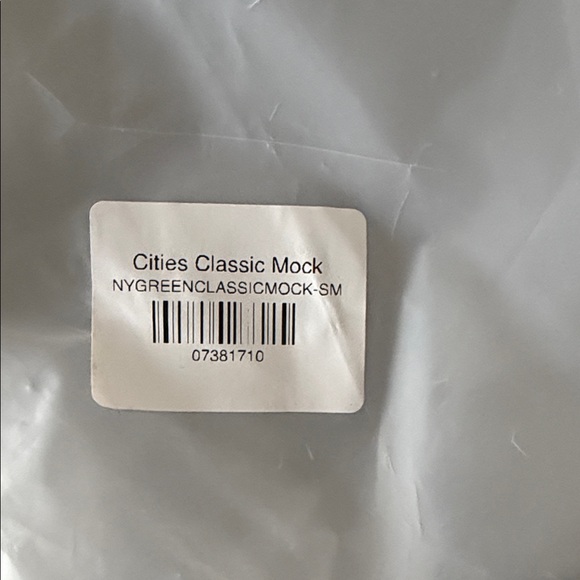 Cities Classic Mock
NYGREENCLASSICMOCK-SM
07381710